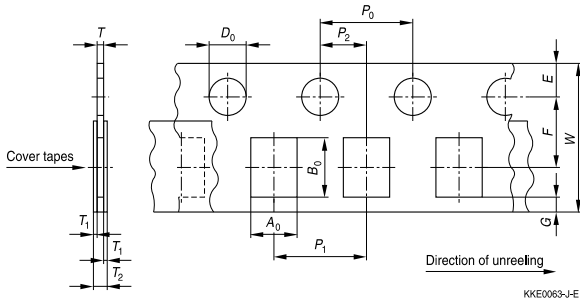 T
D0
P0
P2
E
F
W
Cover tapes
B0
T1
A0
T1
G
P1
T2
Direction of unreeling
KKE0063-J-E